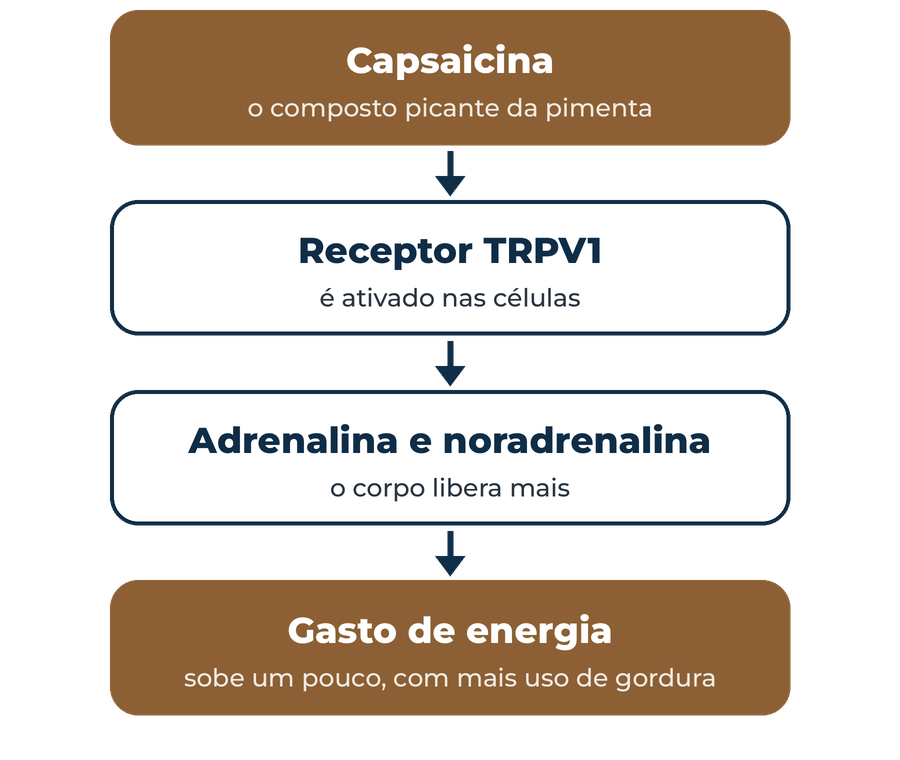 Capsaicina
o composto picante da pimenta
Receptor TRPV1
é ativado nas células
Adrenalina e noradrenalina
o corpo libera mais
Gasto de energia
sobe um pouco, com mais uso de gordura